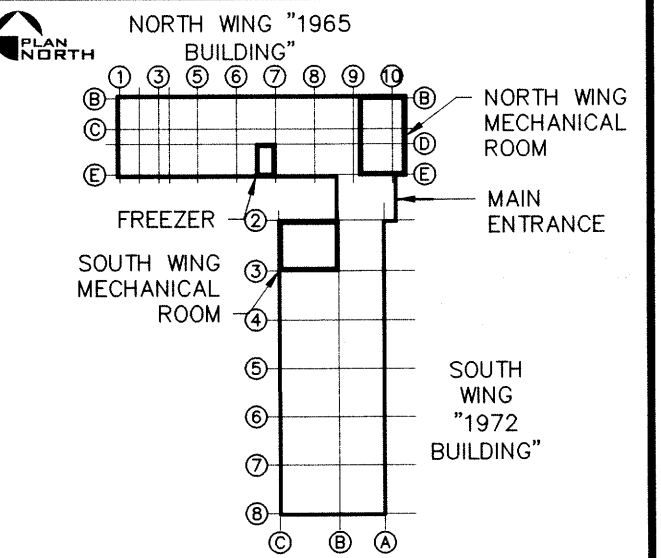 PLAN
NORTH
NORTH WING "1965
BUILDING"
1 3 5 6 7 8 9 10
B B
C
D
E E
NORTH WING
MECHANICAL
ROOM
FREEZER
MAIN
ENTRANCE
2
SOUTH WING
MECHANICAL
ROOM
3
4
5
6
7
8
SOUTH
WING
"1972
BUILDING"
C B A